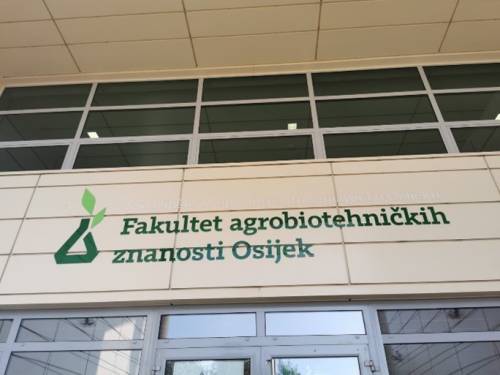 Fakultet agrobiotehničkih
znanosti Osijek